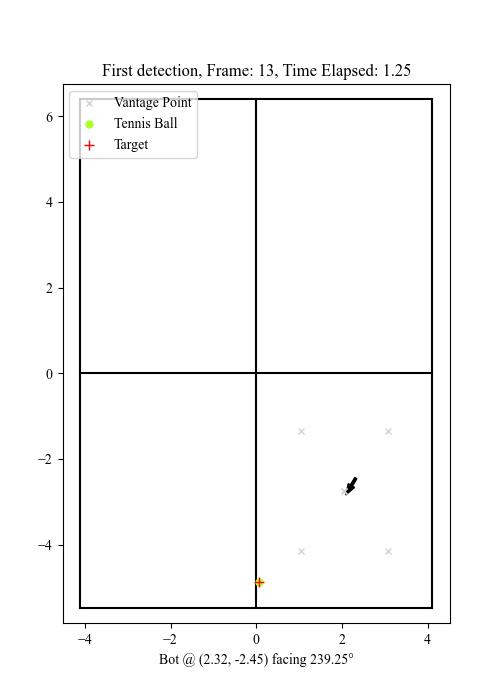 First detection, Frame: 13, Time Elapsed: 1.25
Vantage Point
Tennis Ball
Target
6
4
2
0
−2
−4
−4 −2 0 2 4
Bot @ (2.32, -2.45) facing 239.25°